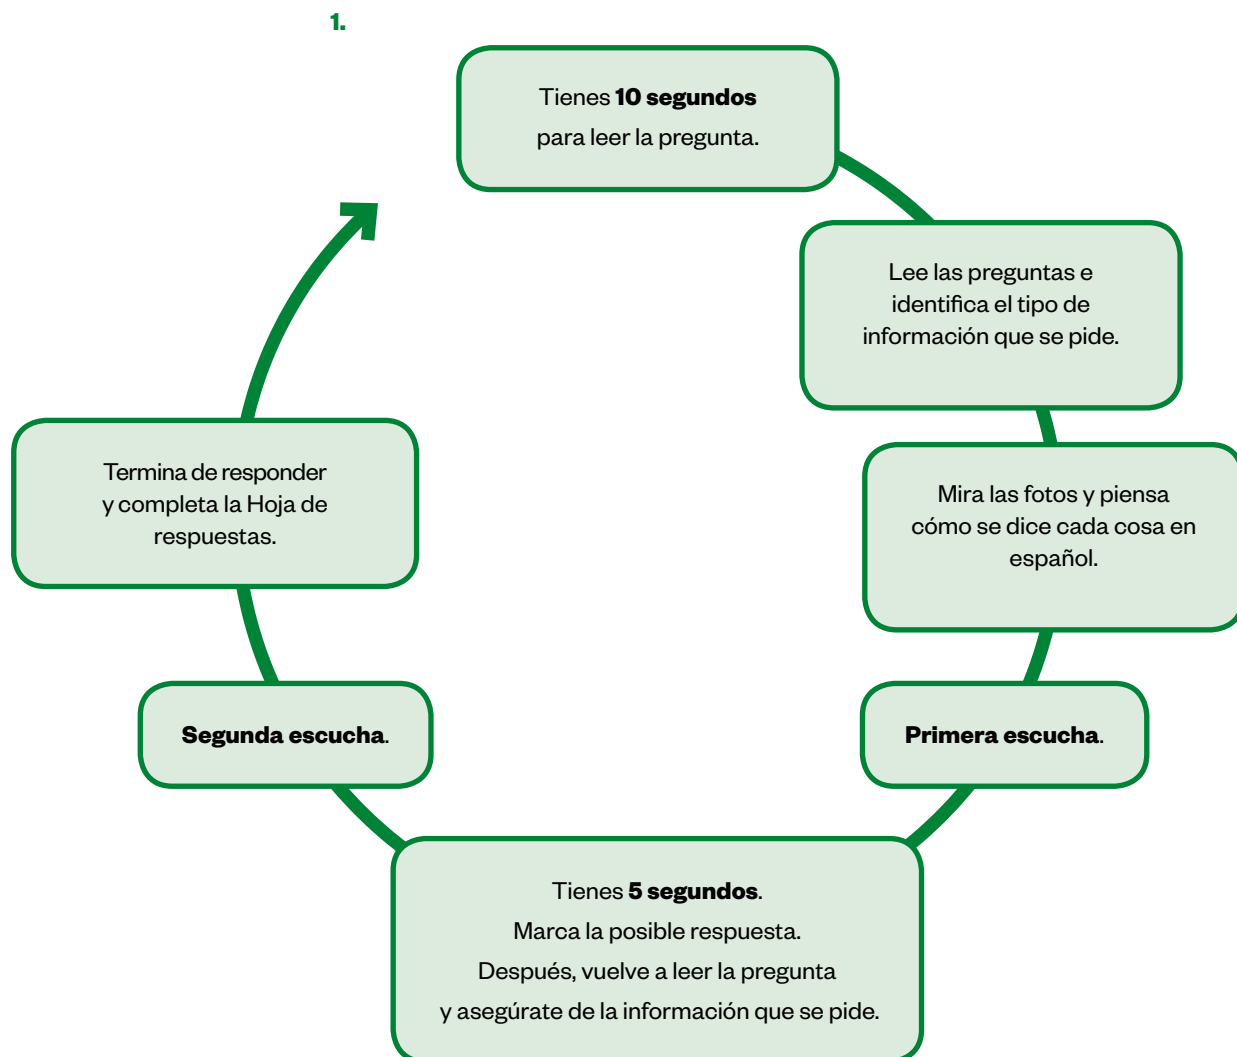 1.
Tienes 10 segundos
para leer la pregunta.
Lee las preguntas e
identifica el tipo de
información que se pide.
Mira las fotos y piensa
cómo se dice cada cosa en
español.
Primera escucha.
Tienes 5 segundos.
Marca la posible respuesta.
Después, vuelve a leer la pregunta
y asegúrate de la información que se pide.
Segunda escucha.
Termina de responder
y completa la Hoja de
respuestas.